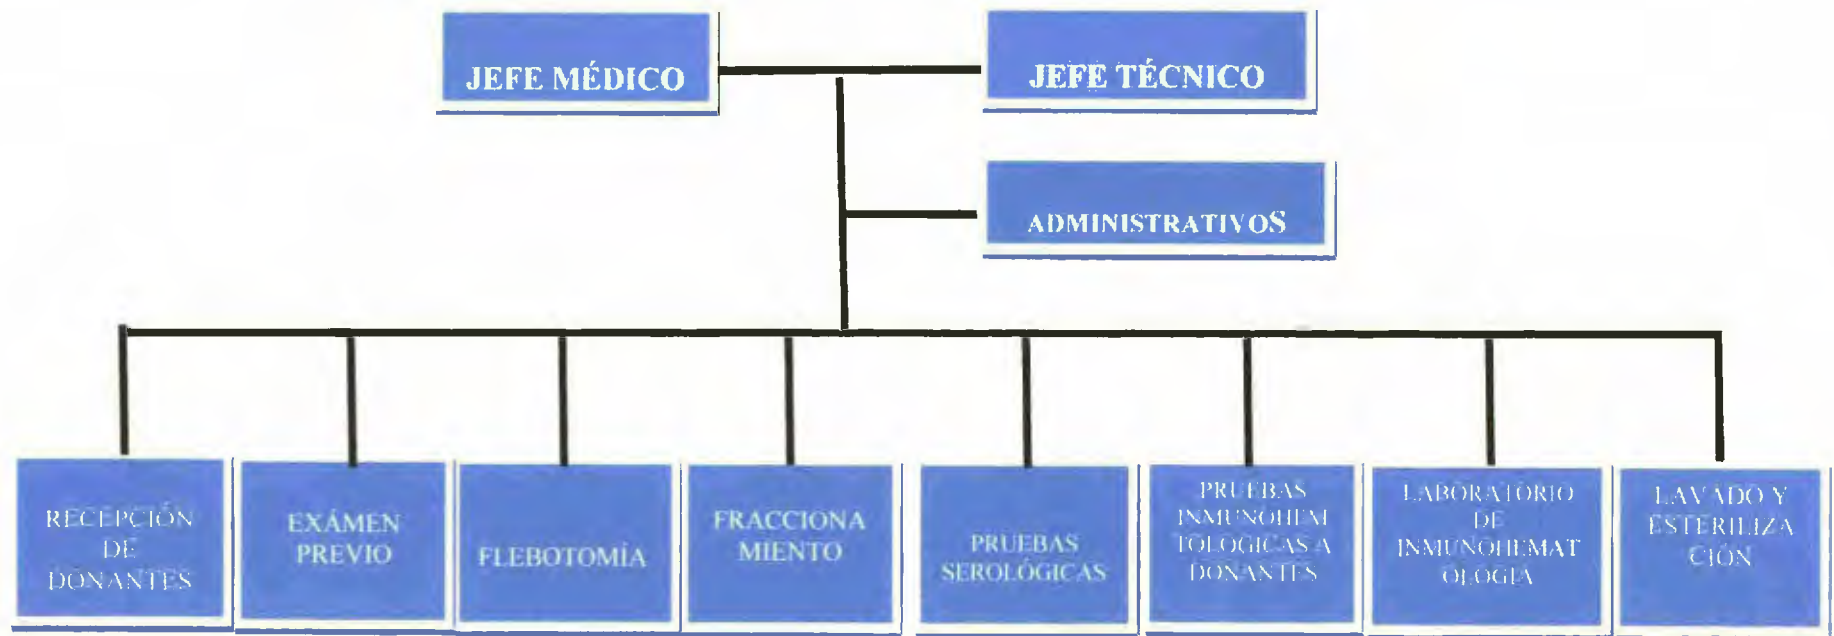 JEFE MÉDICO
JEFE TÉCNICO
ADMINISTRATIVOS
RECEPCIÓN
DE
DONANTES
EXÁMEN
PREVIO
FLEBOTOMÍA
FRACCIONA
MIENTO
PRUEBAS
SEROLÓGICAS
PRUEBAS
INMUNOHEM
TOLOGICAS A
DONANTES
LABORATORIO
DE
INMUNOHEMAT
OLOGÍA
LAVADO Y
ESTERILIZA
CIÓN